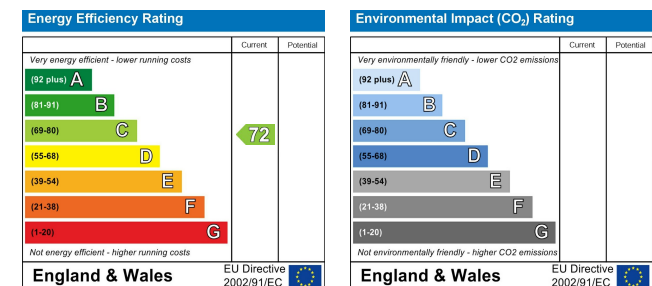 Energy Efficiency Rating
Current Potential
Very energy efficient - lower running costs
(92 plus) A
(81-91) B
(69-80) C
72
(55-68) D
(39-54) E
(21-38) F
(1-20) G
Not energy efficient - higher running costs
England & Wales
EU Directive
2002/91/EC
Environmental Impact (CO₂) Rating
Current Potential
Very environmentally friendly - lower CO2 emissions
(92 plus) A
(81-91) B
(69-80) C
(55-68) D
(39-54) E
(21-38) F
(1-20) G
Not environmentally friendly - higher CO2 emissions
England & Wales
EU Directive
2002/91/EC